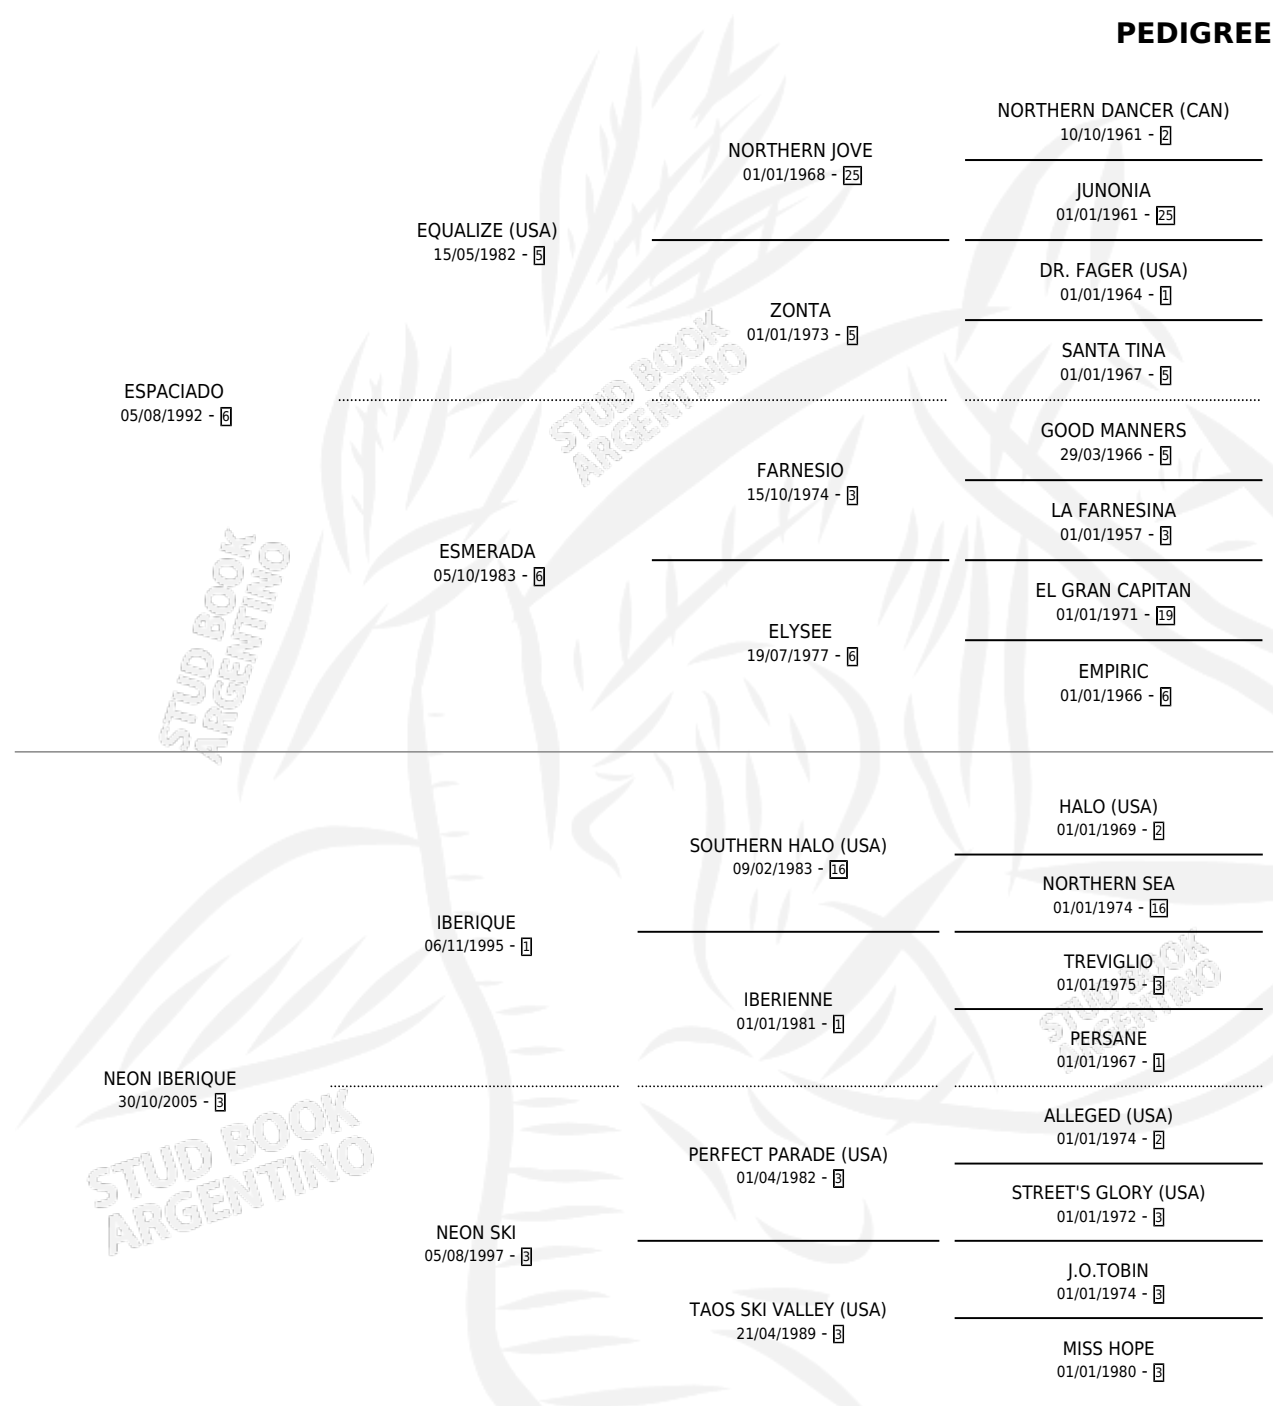 PEDIGREE
NORTHERN DANCER (CAN)
10/10/1961 - 2
NORTHERN JOVE
01/01/1968 - 25
JUNONIA
01/01/1961 - 25
EQUALIZE (USA)
15/05/1982 - 5
DR. FAGER (USA)
01/01/1964 - 1
ZONTA
01/01/1973 - 5
SANTA TINA
01/01/1967 - 5
ESPACIADO
05/08/1992 - 6
GOOD MANNERS
29/03/1966 - 5
FARNESIO
15/10/1974 - 3
LA FARNESINA
01/01/1957 - 3
ESMERADA
05/10/1983 - 6
EL GRAN CAPITAN
01/01/1971 - 19
ELYSEE
19/07/1977 - 6
EMPIRIC
01/01/1966 - 6
HALO (USA)
01/01/1969 - 2
SOUTHERN HALO (USA)
09/02/1983 - 16
NORTHERN SEA
01/01/1974 - 16
IBERIQUE
06/11/1995 - 1
TREVIGLIO
01/01/1975 - 3
IBERIENNE
01/01/1981 - 1
PERSANE
01/01/1967 - 1
NEON IBERIQUE
30/10/2005 - 3
ALLEGED (USA)
01/01/1974 - 2
PERFECT PARADE (USA)
01/04/1982 - 3
STREET'S GLORY (USA)
01/01/1972 - 3
NEON SKI
05/08/1997 - 3
J.O.TOBIN
01/01/1974 - 3
TAOS SKI VALLEY (USA)
21/04/1989 - 3
MISS HOPE
01/01/1980 - 3
STUD BOOK
ARGENTINO
STUD BOOK
ARGENTINO
STUD BOOK
ARGENTINO
STUD BOOK
ARGENTINO